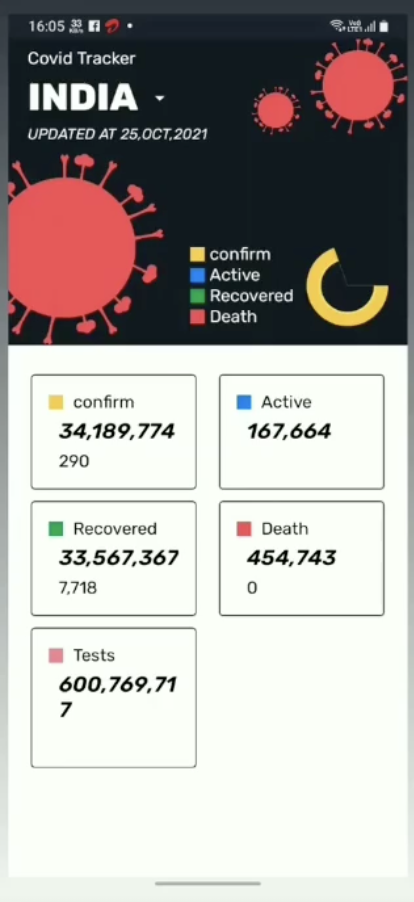 16:05 33 KB/s
Vo0 LTE1
Covid Tracker
INDIA
UPDATED AT 25,OCT,2021
confirm
Active
Recovered
Death
confirm
34,189,774
290
Active
167,664
Recovered
33,567,367
7,718
Death
454,743
0
Tests
600,769,71
7